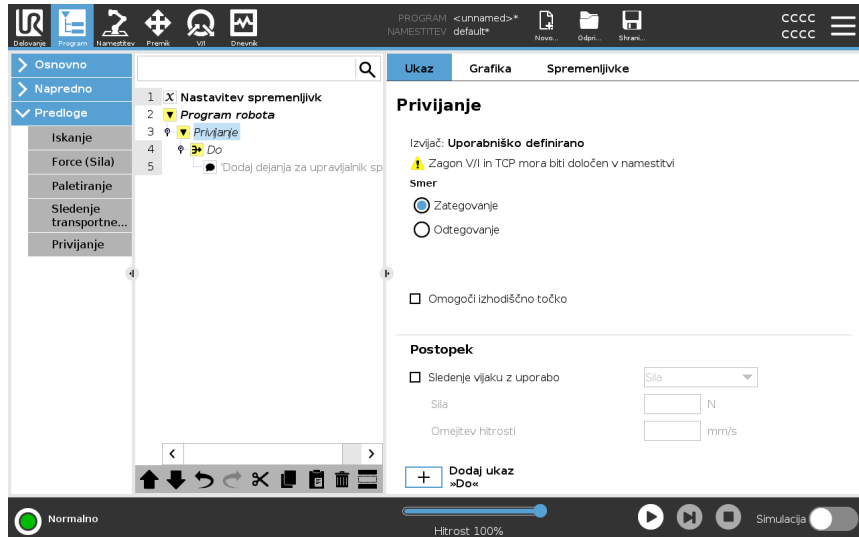 UR
PROGRAM <unnamed>*
NAMESTITEV default*
Delovanje Program Namestitev Premik V/I Dnevnik
Novo... Odpri... Shrani...
CCCC
CCCC
Osnovno
Napredno
Predloge
Iskanje
Force (Sila)
Paletiranje
Sledenje
transportne...
Privijanje
1 X Nastavitev spremenljivk
2 Program robota
3 Privijanje
4 Do
5 'Dodaj dejanja za upravljalnik sp
Ukaz Grafika Spremenljivke
Privijanje
Izvijač: Uporabniško definirano
Zagon V/I in TCP mora biti določen v namestitvi
Smer
Zategovanje
Odtegovanje
Omogoči izhodiščno točko
Postopek
Sledenje vijaku z uporabo Sila
Sila N
Omejitev hitrosti mm/s
+ Dodaj ukaz
»Do«
Normalno
Hitrost 100%
Simulacija